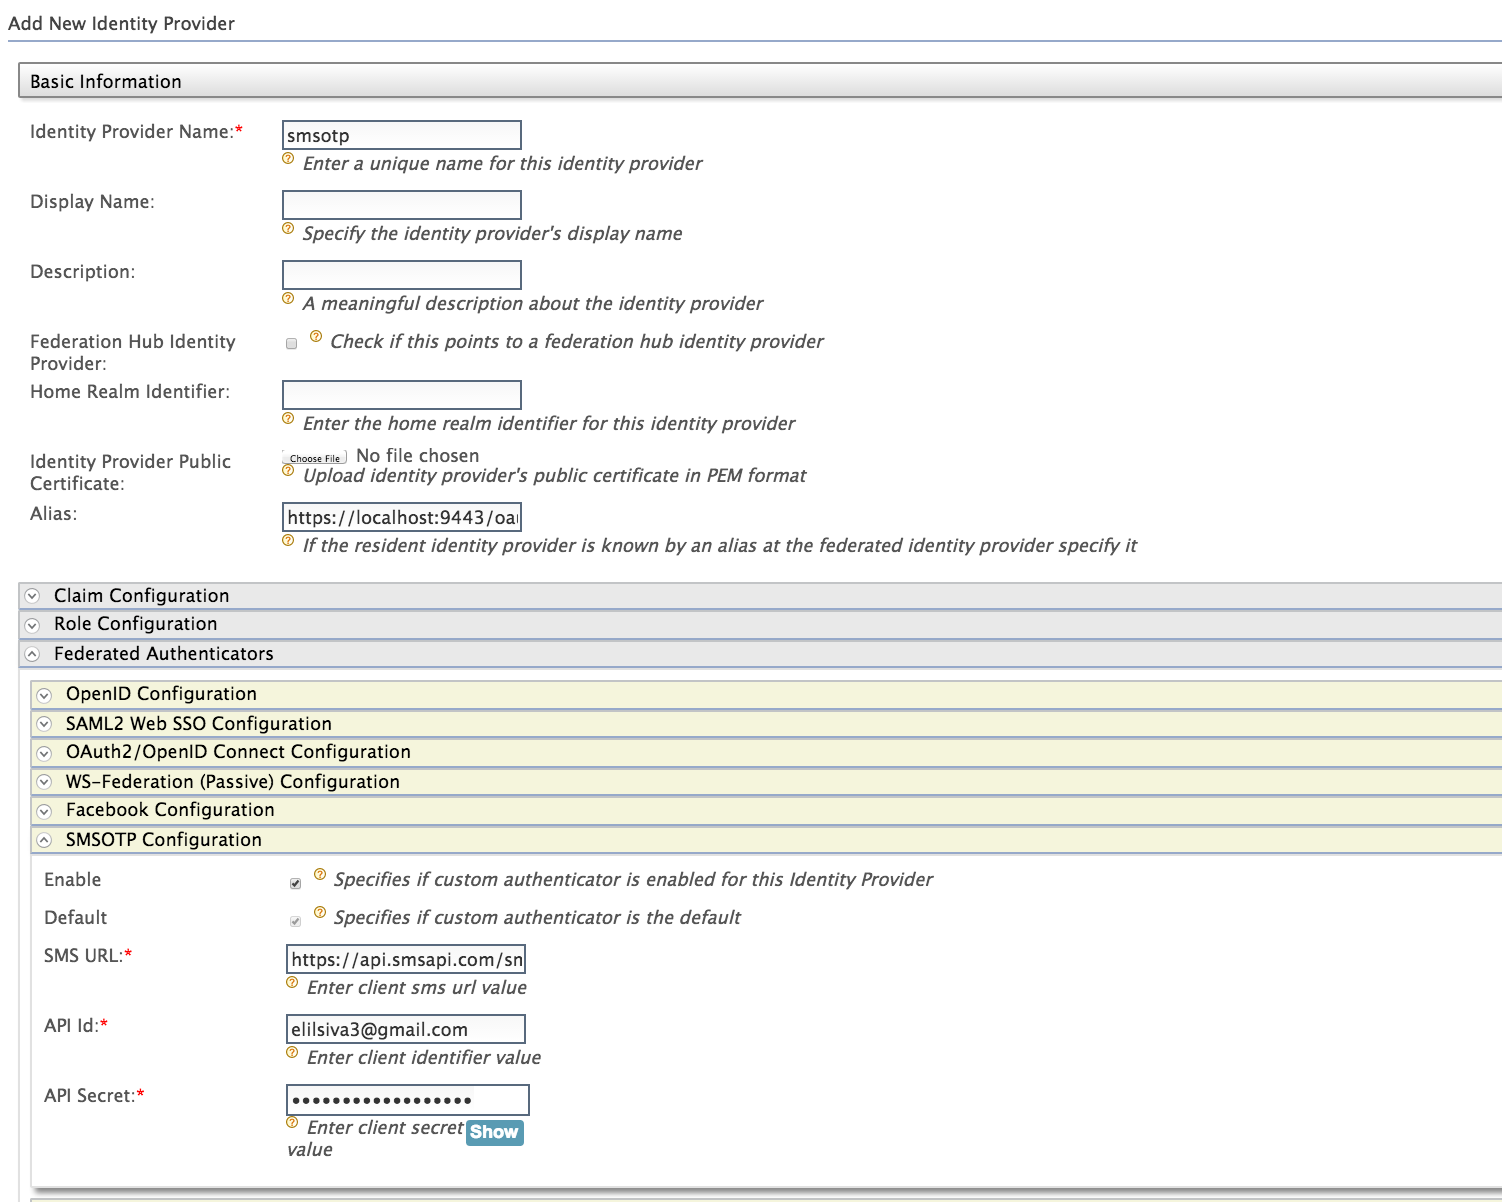 Add New Identity Provider
Basic Information
Identity Provider Name:*
smsotp
Enter a unique name for this identity provider
Display Name:
Specify the identity provider's display name
Description:
A meaningful description about the identity provider
Federation Hub Identity
Provider:
Check if this points to a federation hub identity provider
Home Realm Identifier:
Enter the home realm identifier for this identity provider
Identity Provider Public
Certificate:
Choose File No file chosen
Upload identity provider's public certificate in PEM format
Alias:
https://localhost:9443/oau
If the resident identity provider is known by an alias at the federated identity provider specify it
Claim Configuration
Role Configuration
Federated Authenticators
OpenID Configuration
SAML2 Web SSO Configuration
OAuth2/OpenID Connect Configuration
WS-Federation (Passive) Configuration
Facebook Configuration
SMSOTP Configuration
Enable
Specifies if custom authenticator is enabled for this Identity Provider
Default
Specifies if custom authenticator is the default
SMS URL:*
https://api.smsapi.com/sn
Enter client sms url value
API Id:*
elilsiva3@gmail.com
Enter client identifier value
API Secret:*
••••••••••••••••••
Enter client secret Show
value